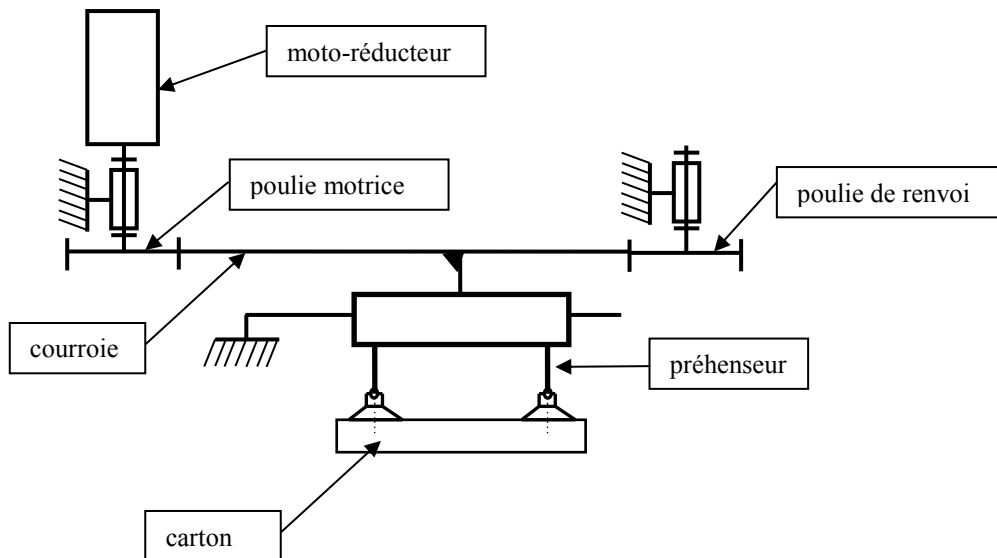 moto-réducteur
poulie motrice
poulie de renvoi
courroie
préhenseur
carton